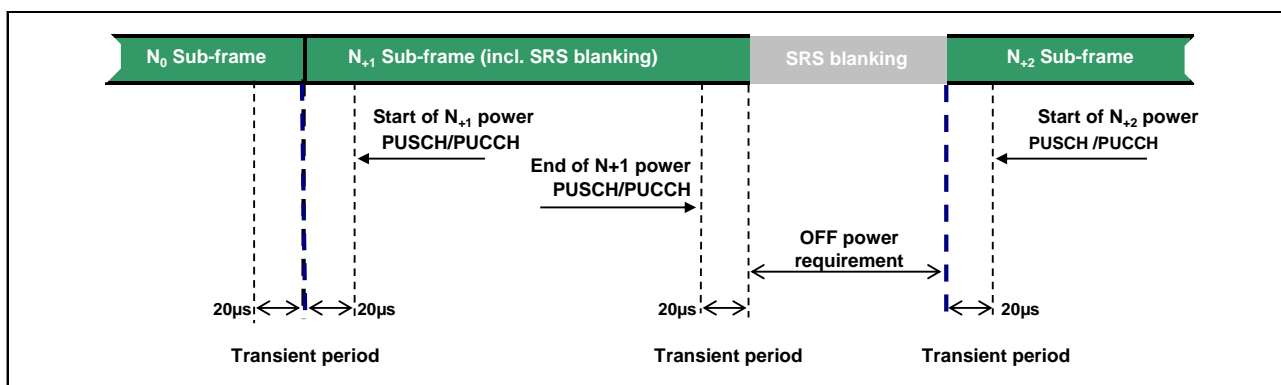 N0 Sub-frame
N+1 Sub-frame (incl. SRS blanking)
SRS blanking
N+2 Sub-frame
Start of N+1 power
PUSCH/PUCCH
End of N+1 power
PUSCH/PUCCH
Start of N+2 power
PUSCH /PUCCH
OFF power
requirement
20µs
20µs
20µs
20µs
Transient period
Transient period
Transient period